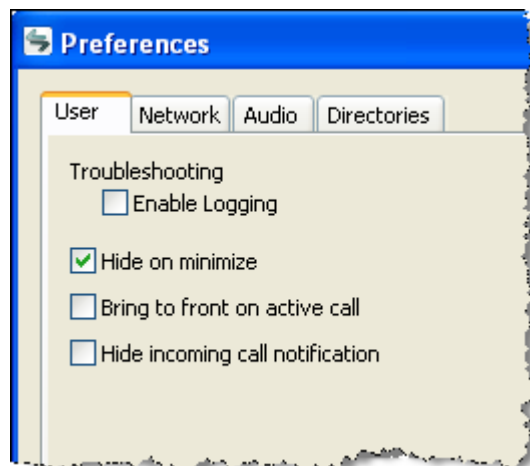 Preferences
User Network Audio Directories
Troubleshooting
Enable Logging
Hide on minimize
Bring to front on active call
Hide incoming call notification